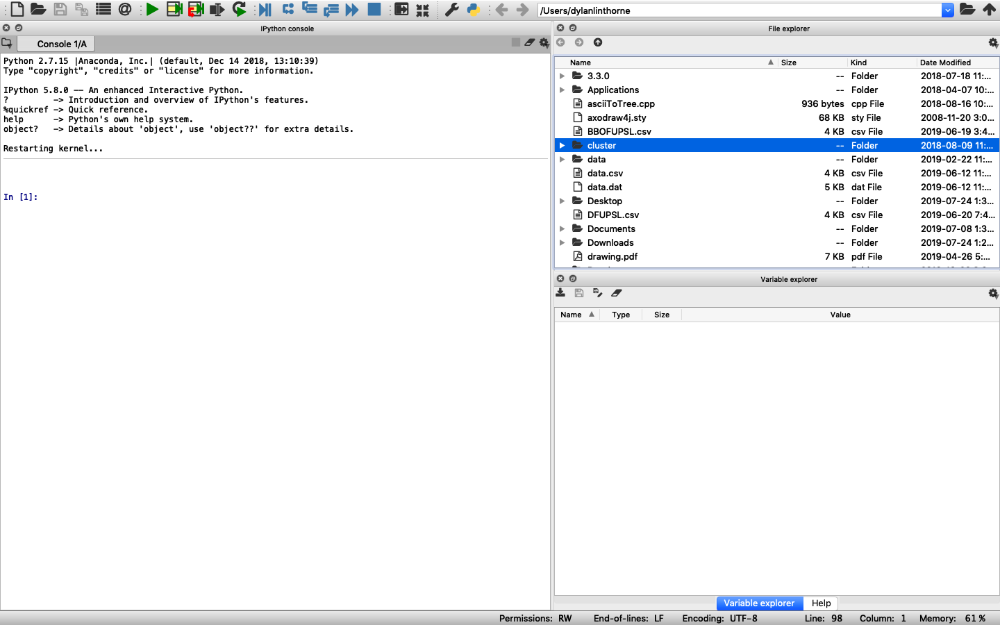 /Users/dylanlinthorne
IPython console
Console 1/A
Python 2.7.15 |Anaconda, Inc.| (default, Dec 14 2018, 13:10:39)
Type "copyright", "credits" or "license" for more information.
IPython 5.8.0 -- An enhanced Interactive Python.
? -> Introduction and overview of IPython's features.
%quickref -> Quick reference.
help -> Python's own help system.
object? -> Details about 'object', use 'object??' for extra details.
Restarting kernel...
In [1]:
File explorer
Name Size Kind Date Modified
3.3.0 -- Folder 2018-07-18 11:...
Applications -- Folder 2018-04-07 10:...
asciiToTree.cpp 936 bytes cpp File 2018-08-16 10:...
axodraw4j.sty 68 KB sty File 2008-11-20 3:0...
BBOFUPSL.csv 4 KB csv File 2019-06-19 3:4...
cluster -- Folder 2018-08-09 11:...
data -- Folder 2019-02-22 11:...
data.csv 4 KB csv File 2019-06-12 11:...
data.dat 5 KB dat File 2019-06-12 11:...
Desktop -- Folder 2019-07-24 1:3...
DFUPSL.csv 4 KB csv File 2019-06-20 7:4...
Documents -- Folder 2019-07-08 1:3...
Downloads -- Folder 2019-07-24 1:2...
drawing.pdf 7 KB pdf File 2019-04-26 5:...
Variable explorer
Name Type Size Value
Variable explorer Help
Permissions: RW End-of-lines: LF Encoding: UTF-8 Line: 98 Column: 1 Memory: 61 %